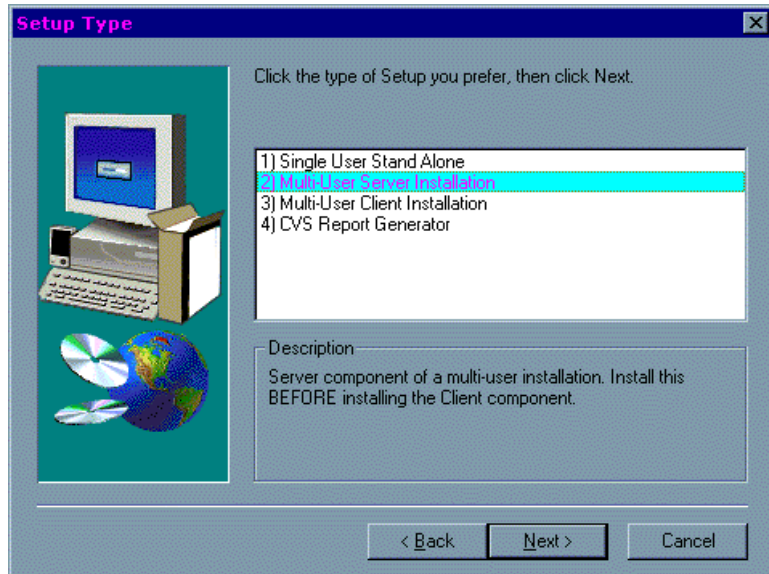 Setup Type
Click the type of Setup you prefer, then click Next.
1) Single User Stand Alone
2) Multi-User Server Installation
3) Multi-User Client Installation
4) CVS Report Generator
Description
Server component of a multi-user installation. Install this
BEFORE installing the Client component.
< Back
Next >
Cancel